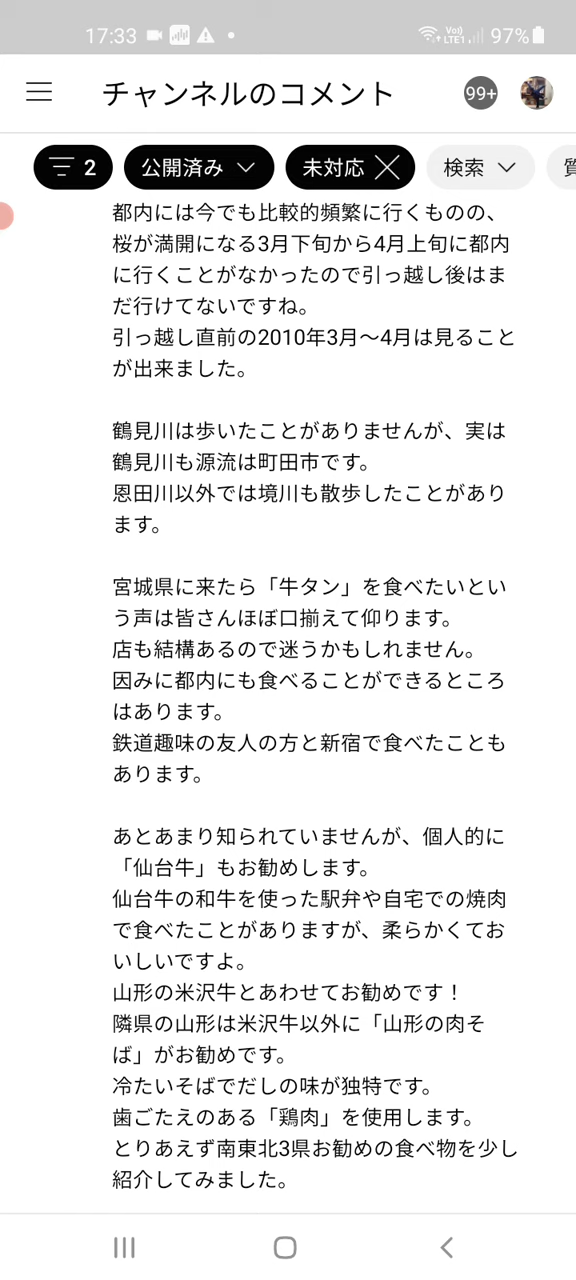 17:33
Vo))
LTE1
97%
チャンネルのコメント
99+
2
公開済み
未対応
検索
質
都内には今でも比較的頻繁に行くものの、
桜が満開になる3月下旬から4月上旬に都内
に行くことがなかったので引っ越し後はま
だ行けてないですね。
引っ越し直前の2010年3月〜4月は見ること
が出来ました。
鶴見川は歩いたことがありませんが、実は
鶴見川も源流は町田市です。
恩田川以外では境川も散歩したことがあり
ます。
宮城県に来たら「牛タン」を食べたいとい
う声は皆さんほぼ口揃えて仰ります。
店も結構あるので迷うかもしれません。
因みに都内にも食べることができるところ
はあります。
鉄道趣味の友人の方と新宿で食べたことも
あります。
あとあまり知られていませんが、個人的に
「仙台牛」もお勧めします。
仙台牛の和牛を使った駅弁や自宅での焼肉
で食べたことがありますが、柔らかくてお
いしいですよ。
山形の米沢牛とあわせてお勧めです！
隣県の山形は米沢牛以外に「山形の肉そ
ば」がお勧めです。
冷たいそばでだしの味が独特です。
歯ごたえのある「鶏肉」を使用します。
とりあえず南東北3県お勧めの食べ物を少し
紹介してみました。